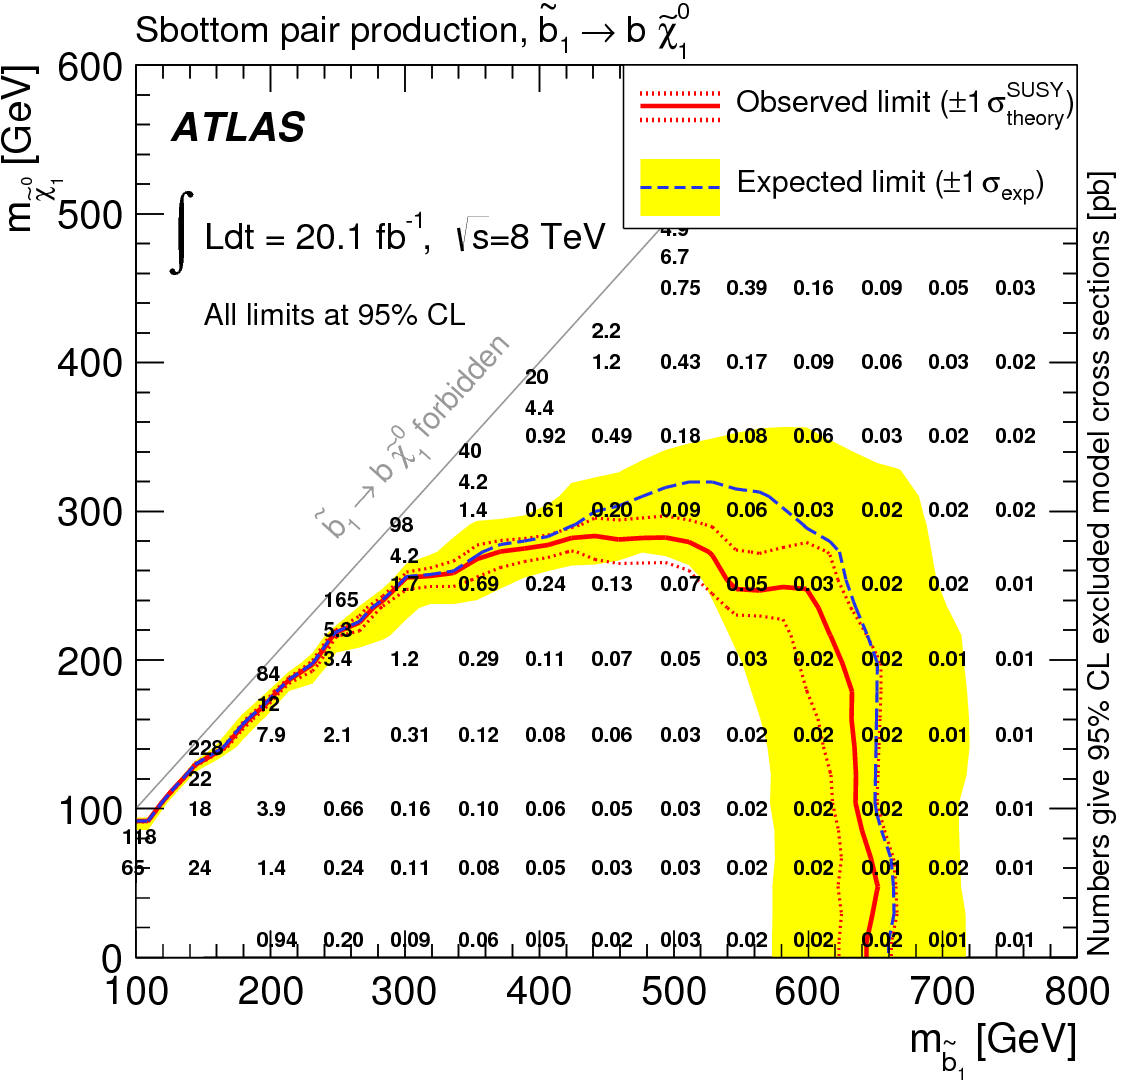 Sbottom pair production, b̃₁ → b χ̃₁⁰
Observed limit (±1 σ_theory^SUSY)
Expected limit (±1 σ_exp)
ATLAS
∫ Ldt = 20.1 fb⁻¹, √s=8 TeV
All limits at 95% CL
b̃₁ → b χ̃₁⁰ forbidden
m_χ̃₁⁰ [GeV]
600
500
400
300
200
100
0
4.9
6.7
0.75 0.39 0.16 0.09 0.05 0.03
2.2
1.2 0.43 0.17 0.09 0.06 0.03 0.02
20
4.4
0.92 0.49 0.18 0.08 0.06 0.03 0.02 0.02
40
4.2
1.4 0.61 0.20 0.09 0.06 0.03 0.02 0.02 0.02
98
4.2
1.7 0.69 0.24 0.13 0.07 0.05 0.03 0.02 0.02 0.01
165
5.3
3.4 1.2 0.29 0.11 0.07 0.05 0.03 0.02 0.02 0.01 0.01
84
12
7.9 2.1 0.31 0.12 0.08 0.06 0.03 0.02 0.02 0.02 0.01 0.01
228
22
18 3.9 0.66 0.16 0.10 0.06 0.05 0.03 0.02 0.02 0.02 0.02 0.01
118
65 24 1.4 0.24 0.11 0.08 0.05 0.03 0.03 0.02 0.02 0.01 0.02 0.01
0.94 0.20 0.09 0.06 0.05 0.02 0.03 0.02 0.02 0.02 0.01 0.01
100 200 300 400 500 600 700 800
m_b̃₁ [GeV]
Numbers give 95% CL excluded model cross sections [pb]